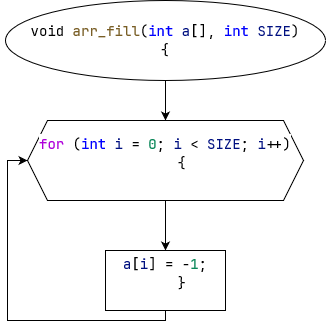 void arr_fill(int a[], int SIZE)
{
for (int i = 0; i < SIZE; i++)
{
a[i] = -1;
}